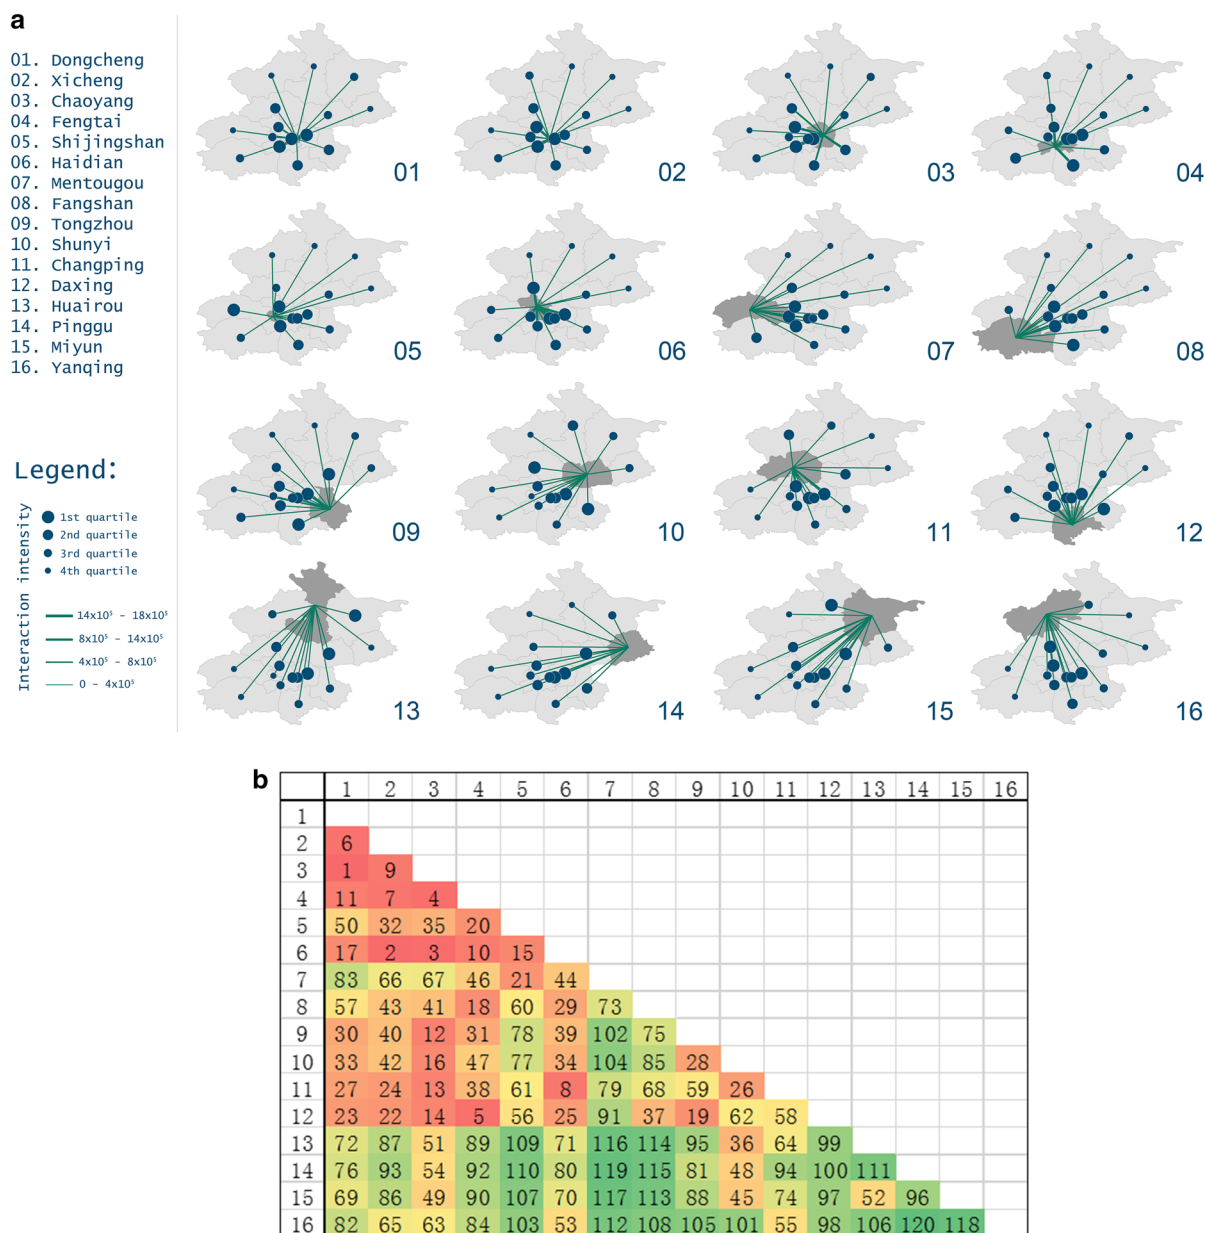 a
01. Dongcheng
02. Xicheng
03. Chaoyang
04. Fengtai
05. Shijingshan
06. Haidian
07. Mentougou
08. Fangshan
09. Tongzhou
10. Shunyi
11. Changping
12. Daxing
13. Huairou
14. Pinggu
15. Miyun
16. Yanqing
Legend:
Interaction intensity
1st quartile
2nd quartile
3rd quartile
4th quartile
14x10⁵ - 18x10⁵
8x10⁵ - 14x10⁵
4x10⁵ - 8x10⁵
0 - 4x10⁵
01 02 03 04
05 06 07 08
09 10 11 12
13 14 15 16
b
1 2 3 4 5 6 7 8 9 10 11 12 13 14 15 16
1
2 6
3 1 9
4 11 7 4
5 50 32 35 20
6 17 2 3 10 15
7 83 66 67 46 21 44
8 57 43 41 18 60 29 73
9 30 40 12 31 78 39 102 75
10 33 42 16 47 77 34 104 85 28
11 27 24 13 38 61 8 79 68 59 26
12 23 22 14 5 56 25 91 37 19 62 58
13 72 87 51 89 109 71 116 114 95 36 64 99
14 76 93 54 92 110 80 119 115 81 48 94 100 111
15 69 86 49 90 107 70 117 113 88 45 74 97 52 96
16 82 65 63 84 103 53 112 108 105 101 55 98 106 120 118